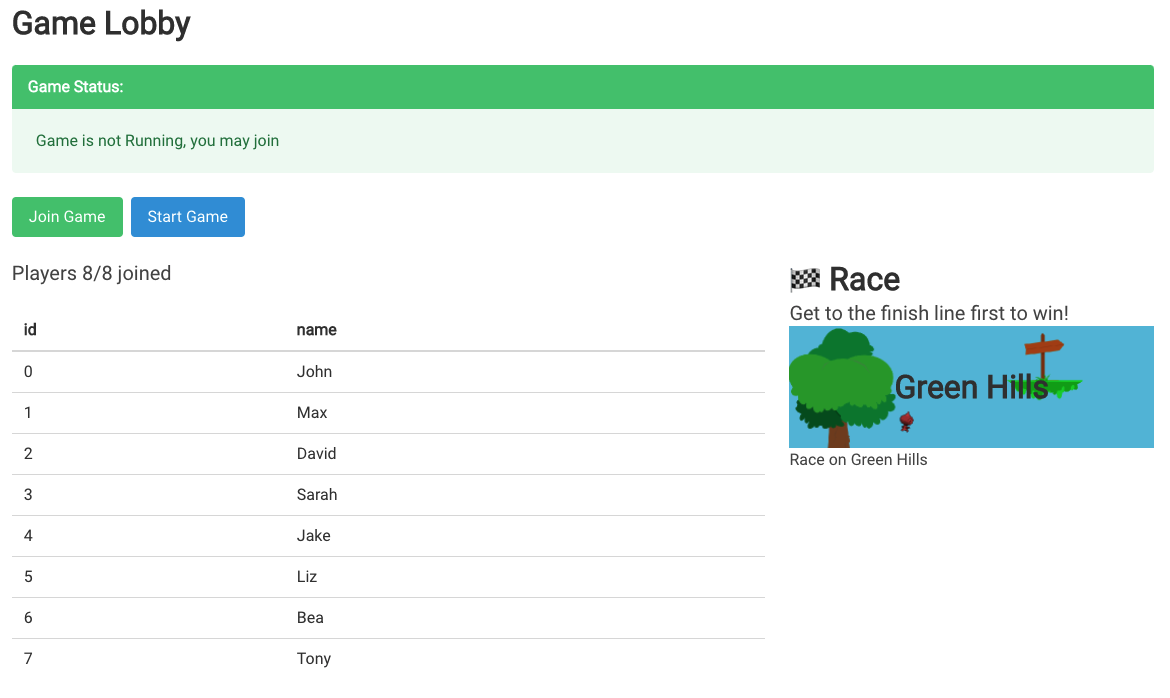 Game Lobby
Game Status:
Game is not Running, you may join
Join Game Start Game
Players 8/8 joined
id name
0 John
1 Max
2 David
3 Sarah
4 Jake
5 Liz
6 Bea
7 Tony
Race
Get to the finish line first to win!
Green Hills
Race on Green Hills